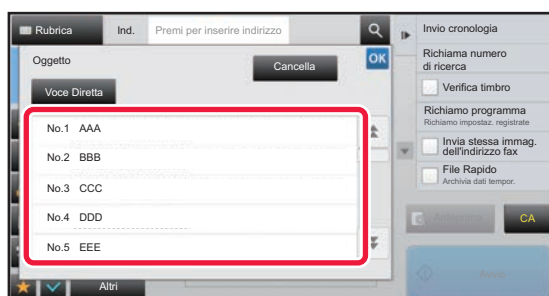 Rubrica Ind. Premi per inserire indirizzo
Invio cronologia
Oggetto Cancella OK
Richiama numero
di ricerca
Voce Diretta
Verifica timbro
Richiamo programma
Richiamo impostaz. registrate
No.1 AAA
No.2 BBB
Invia stessa immag.
dell'indirizzo fax
No.3 CCC
File Rapido
Archivia dati tempor.
No.4 DDD
CA
No.5 EEE
Altri